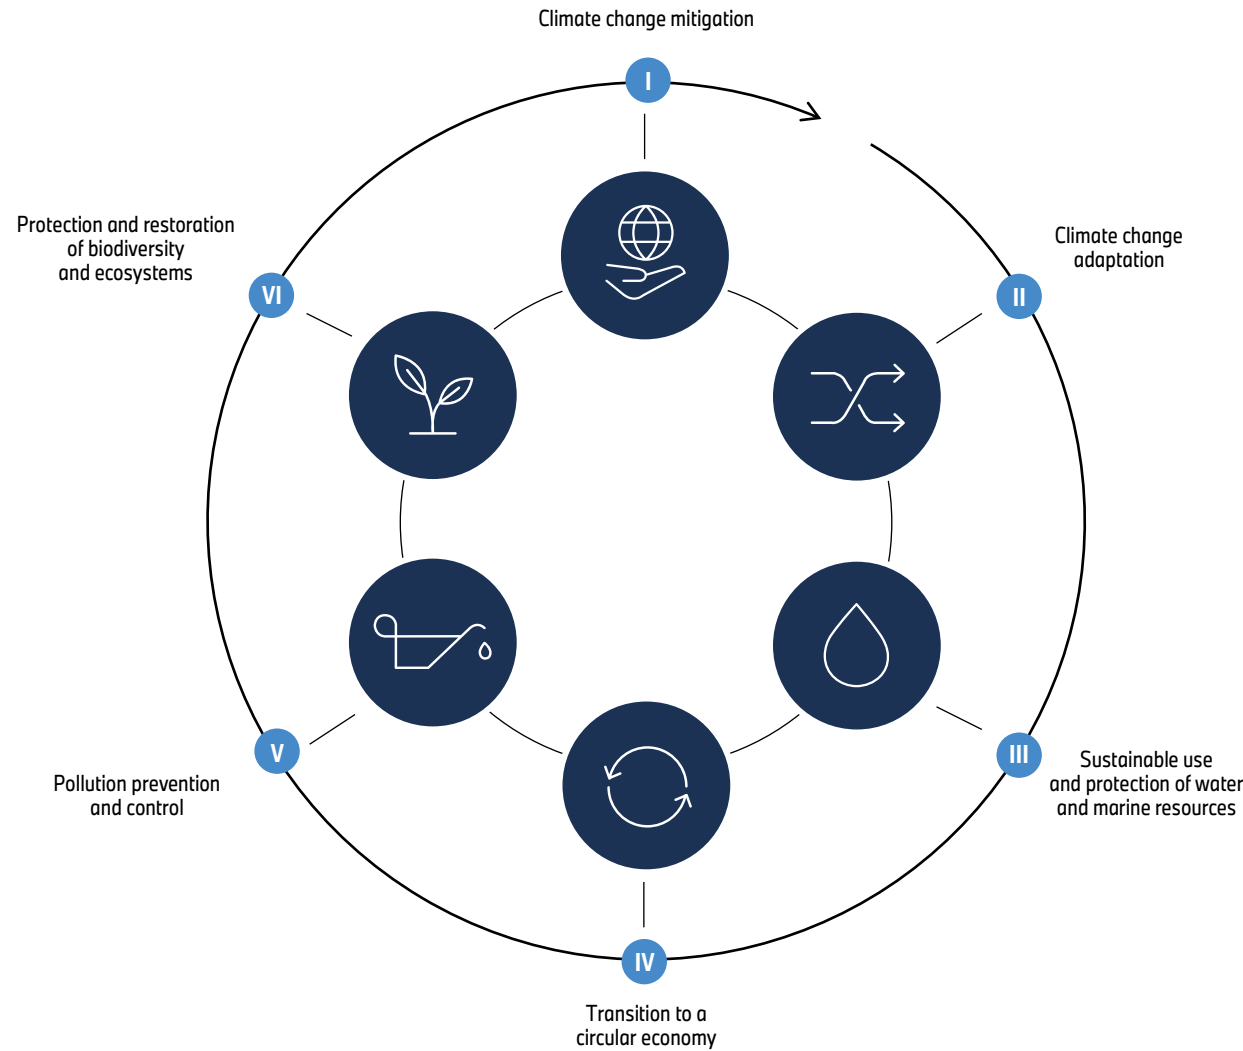 Climate change mitigation
I
Climate change
adaptation
II
Sustainable use
and protection of water
and marine resources
III
Transition to a
circular economy
IV
Pollution prevention
and control
V
Protection and restoration
of biodiversity
and ecosystems
VI